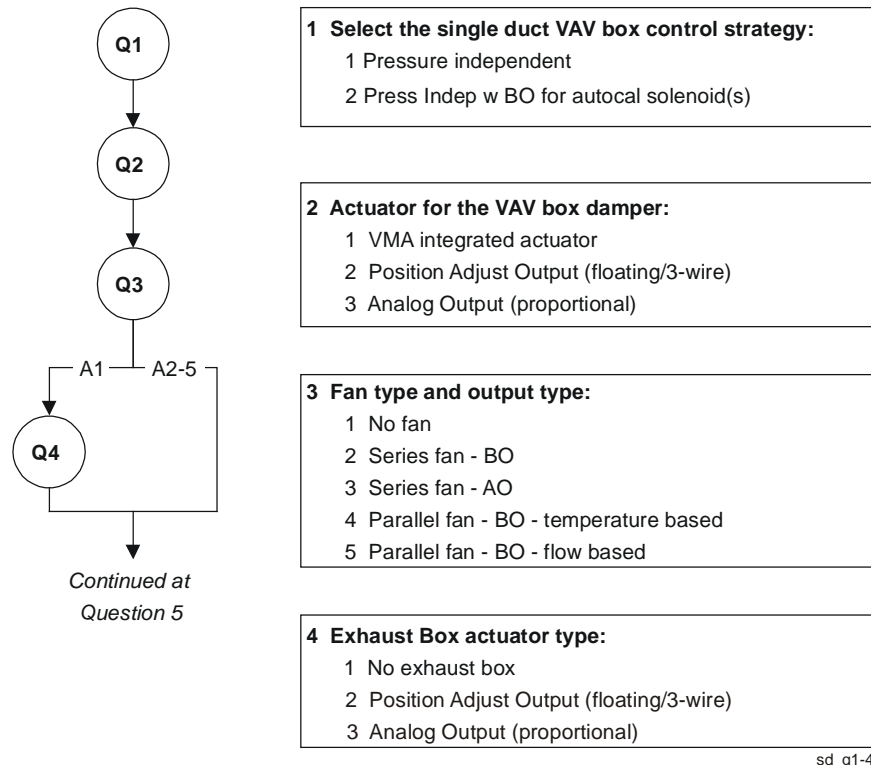 Q1
Q2
Q3
A1
A2-5
Q4
Continued at
Question 5
1 Select the single duct VAV box control strategy:
1 Pressure independent
2 Press Indep w BO for autocal solenoid(s)
2 Actuator for the VAV box damper:
1 VMA integrated actuator
2 Position Adjust Output (floating/3-wire)
3 Analog Output (proportional)
3 Fan type and output type:
1 No fan
2 Series fan - BO
3 Series fan - AO
4 Parallel fan - BO - temperature based
5 Parallel fan - BO - flow based
4 Exhaust Box actuator type:
1 No exhaust box
2 Position Adjust Output (floating/3-wire)
3 Analog Output (proportional)
sd_q1-4